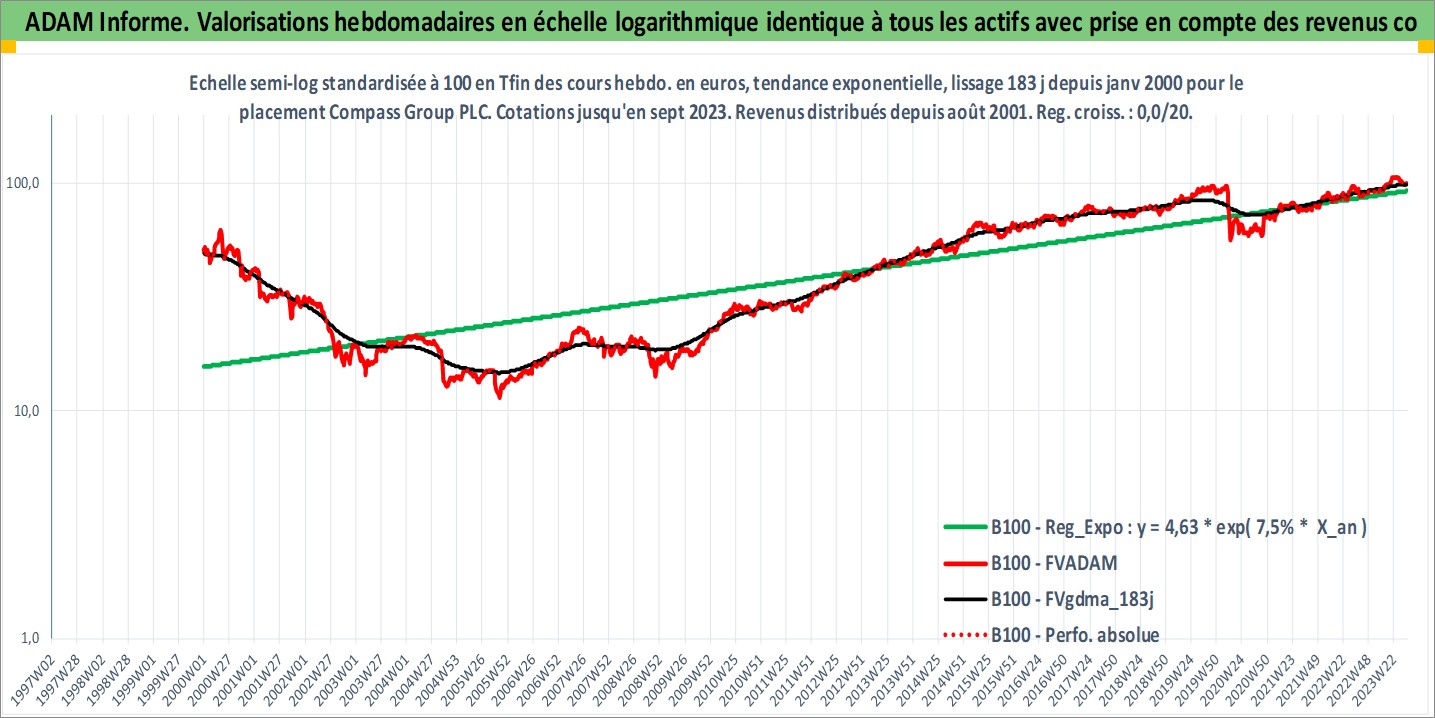 ADAM Informe. Valorisations hebdomadaires en échelle logarithmique identique à tous les actifs avec prise en compte des revenus co
Echelle semi-log standardisée à 100 en Tfin des cours hebdo. en euros, tendance exponentielle, lissage 183 j depuis janv 2000 pour le
placement Compass Group PLC. Cotations jusqu'en sept 2023. Revenus distribués depuis août 2001. Reg. croiss. : 0,0/20.
100,0
10,0
1,0
B100 - Reg_Expo : y = 4,63 * exp( 7,5% * X_an )
B100 - FVADAM
B100 - FVgdma_183j
B100 - Perfo. absolue
1997W02
1997W28
1998W02
1998W28
1999W01
1999W27
2000W01
2000W27
2001W01
2001W27
2002W01
2002W27
2003W01
2003W27
2004W01
2004W27
2004W53
2005W26
2005W52
2006W26
2006W52
2007W26
2007W52
2008W26
2008W52
2009W26
2009W52
2010W25
2010W51
2011W25
2011W51
2012W25
2012W51
2013W25
2013W51
2014W25
2014W51
2015W25
2015W51
2016W24
2016W50
2017W24
2017W50
2018W24
2018W50
2019W24
2019W50
2020W24
2020W50
2021W23
2021W49
2022W22
2022W48
2023W22